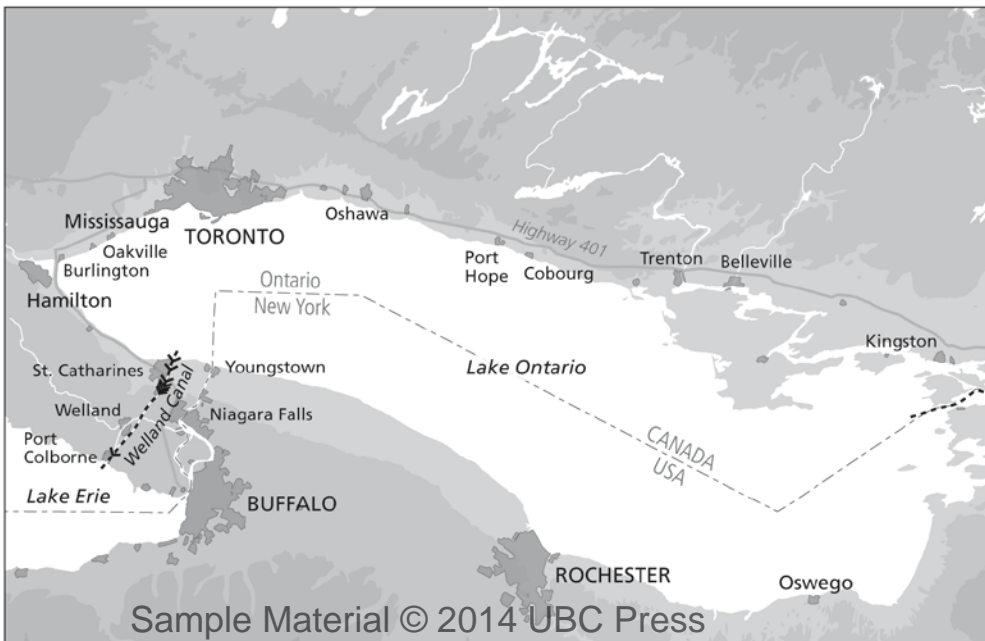 Mississauga
TORONTO
Oshawa
Oakville
Burlington
Hamilton
Highway 401
Port
Hope
Cobourg
Trenton
Belleville
Kingston
Ontario
New York
Lake Ontario
St. Catharines
Youngstown
Welland
Welland Canal
Niagara Falls
Port
Colborne
CANADA
USA
Lake Erie
BUFFALO
ROCHESTER
Oswego
Sample Material © 2014 UBC Press